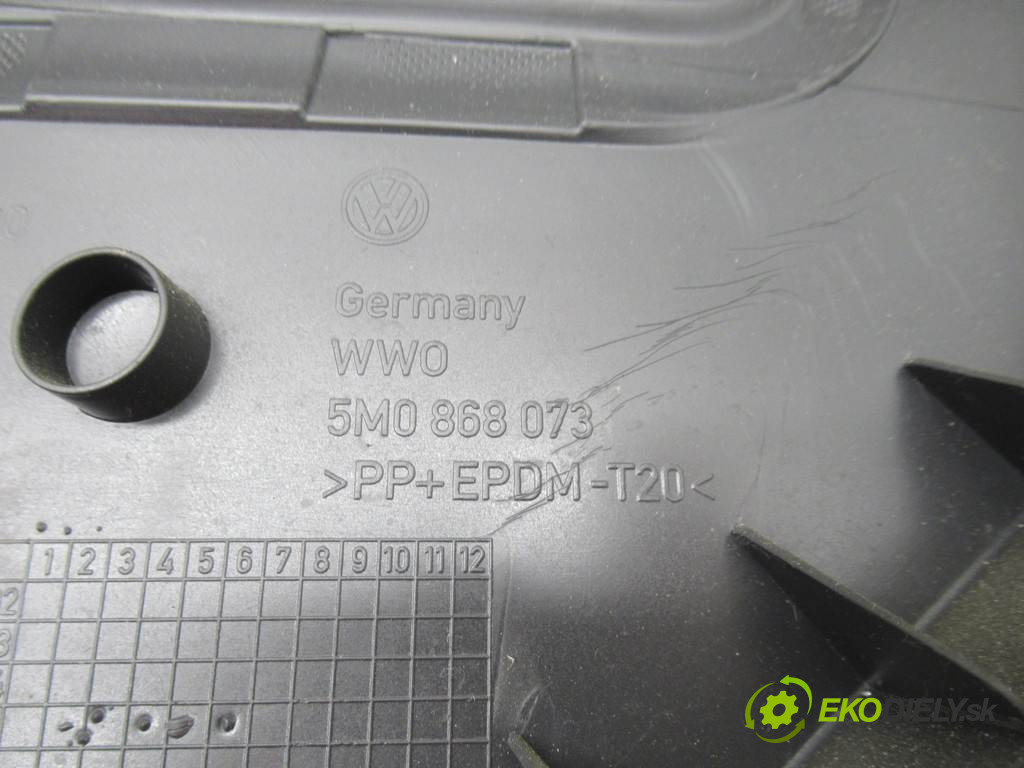 Germany
WWO
5M0 868 073
>PP+EPDM-T20<
1 2 3 4 5 6 7 8 9 10 11 12
12
EKODIELY.sk